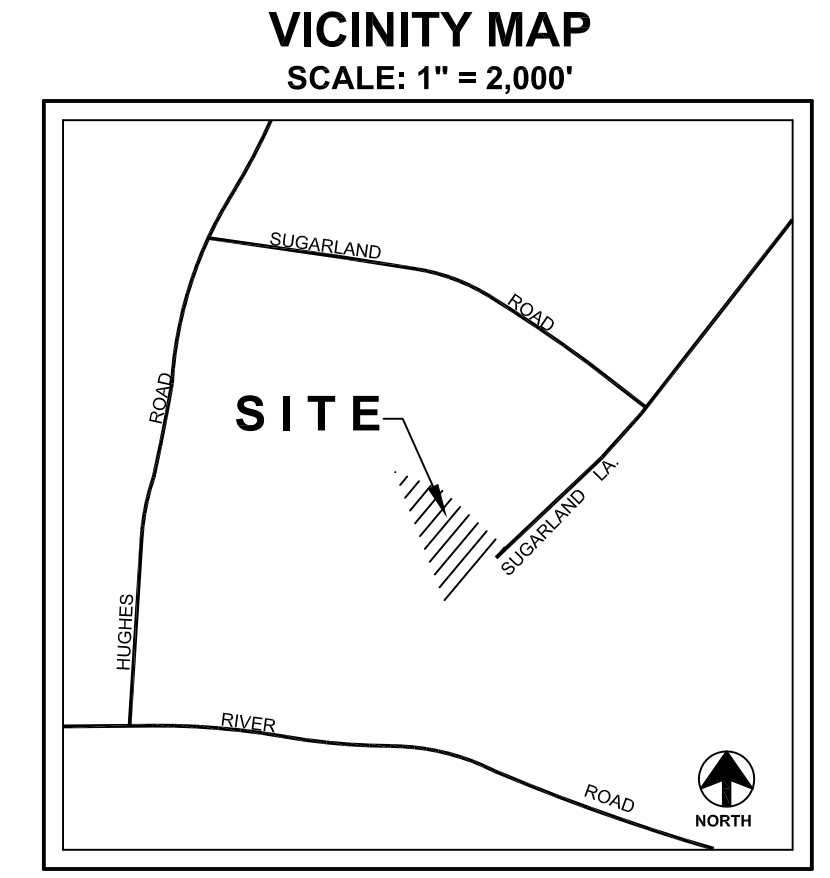 VICINITY MAP
SCALE: 1" = 2,000'
SUGARLAND
ROAD
ROAD
SITE
SUGARLAND LA.
HUGHES
RIVER
ROAD
NORTH